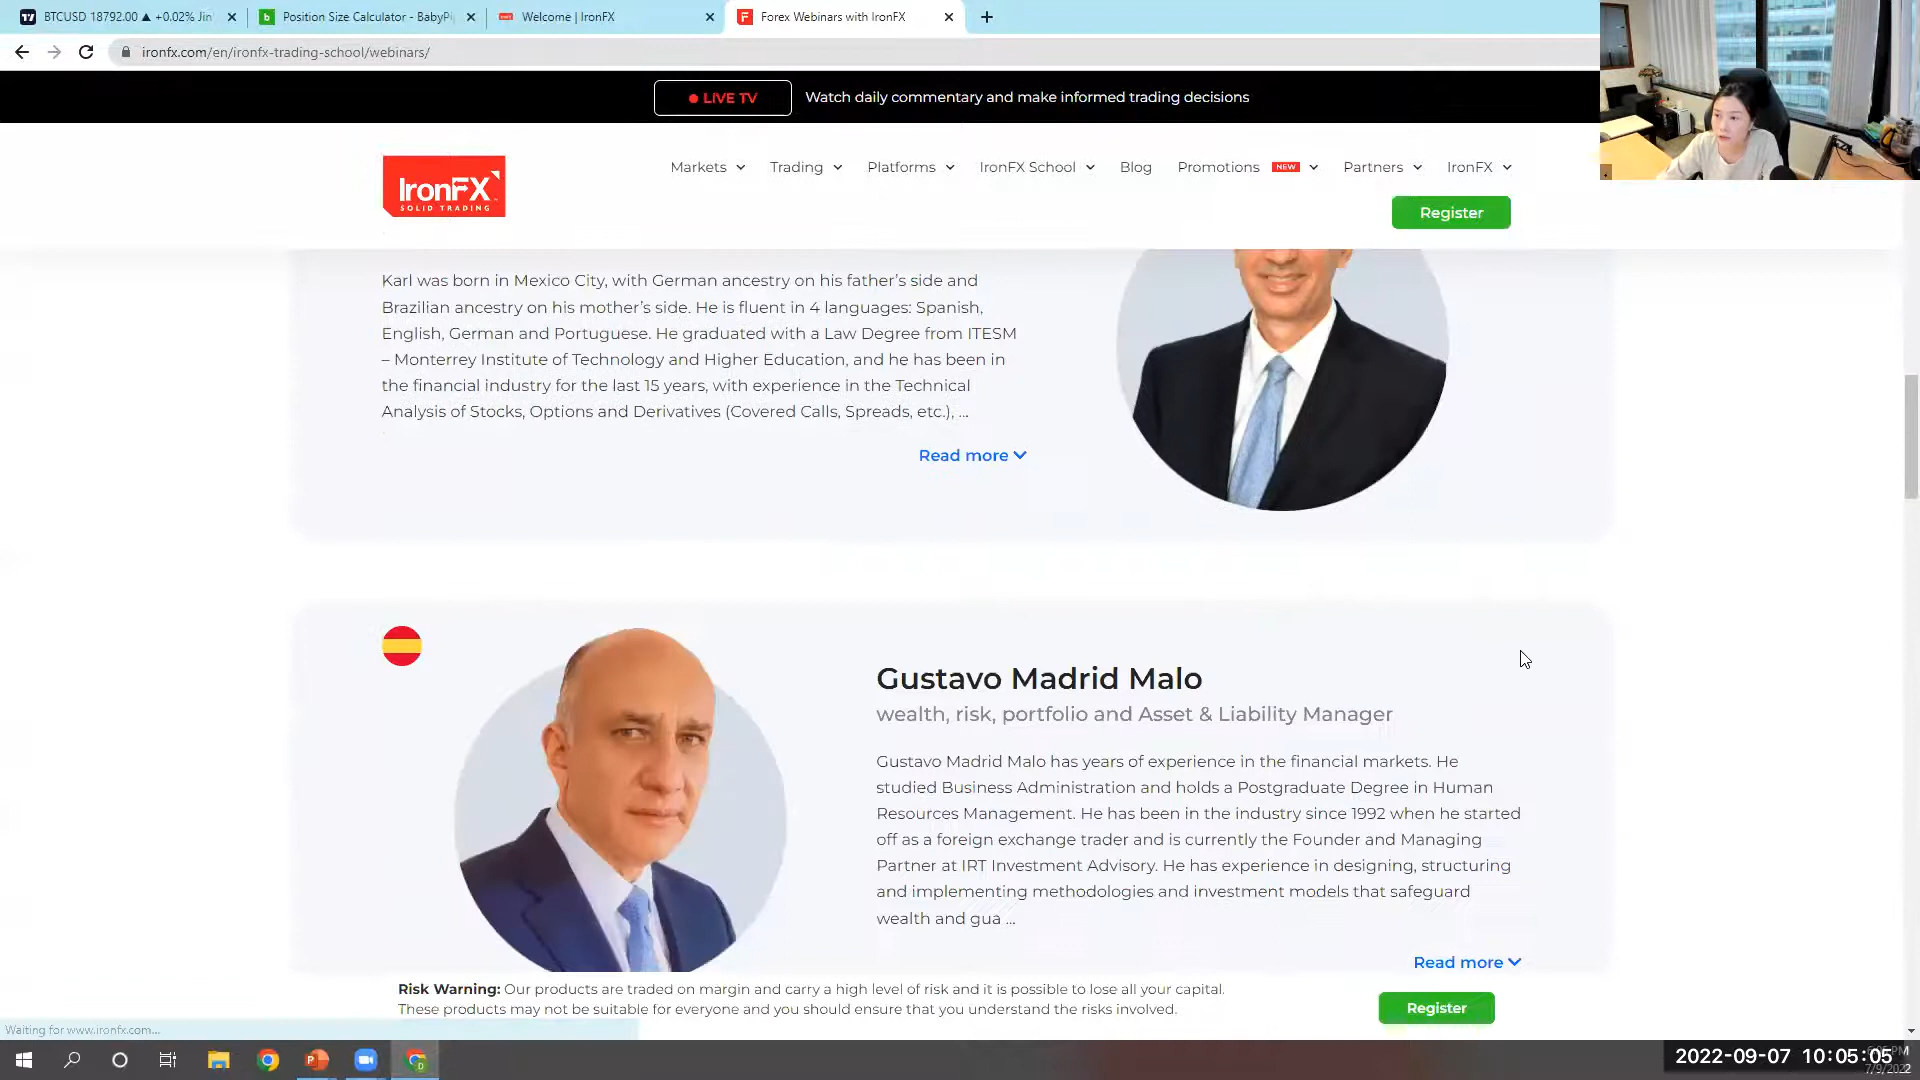 BTCUSD 18792.00 ▲ +0.02% Jin
Position Size Calculator - BabyPi
Welcome | IronFX
Forex Webinars with IronFX
ironfx.com/en/ironfx-trading-school/webinars/
LIVE TV
Watch daily commentary and make informed trading decisions
IronFX
SOLID TRADING
Markets
Trading
Platforms
IronFX School
Blog
Promotions
NEW
Partners
IronFX
Register
Karl was born in Mexico City, with German ancestry on his father's side and
Brazilian ancestry on his mother's side. He is fluent in 4 languages: Spanish,
English, German and Portuguese. He graduated with a Law Degree from ITESM
– Monterrey Institute of Technology and Higher Education, and he has been in
the financial industry for the last 15 years, with experience in the Technical
Analysis of Stocks, Options and Derivatives (Covered Calls, Spreads, etc.), ...
Read more
Gustavo Madrid Malo
wealth, risk, portfolio and Asset & Liability Manager
Gustavo Madrid Malo has years of experience in the financial markets. He
studied Business Administration and holds a Postgraduate Degree in Human
Resources Management. He has been in the industry since 1992 when he started
off as a foreign exchange trader and is currently the Founder and Managing
Partner at IRT Investment Advisory. He has experience in designing, structuring
and implementing methodologies and investment models that safeguard
wealth and gua ...
Read more
Risk Warning: Our products are traded on margin and carry a high level of risk and it is possible to lose all your capital.
These products may not be suitable for everyone and you should ensure that you understand the risks involved.
Register
Waiting for www.ironfx.com...
2022-09-07 10:05:05